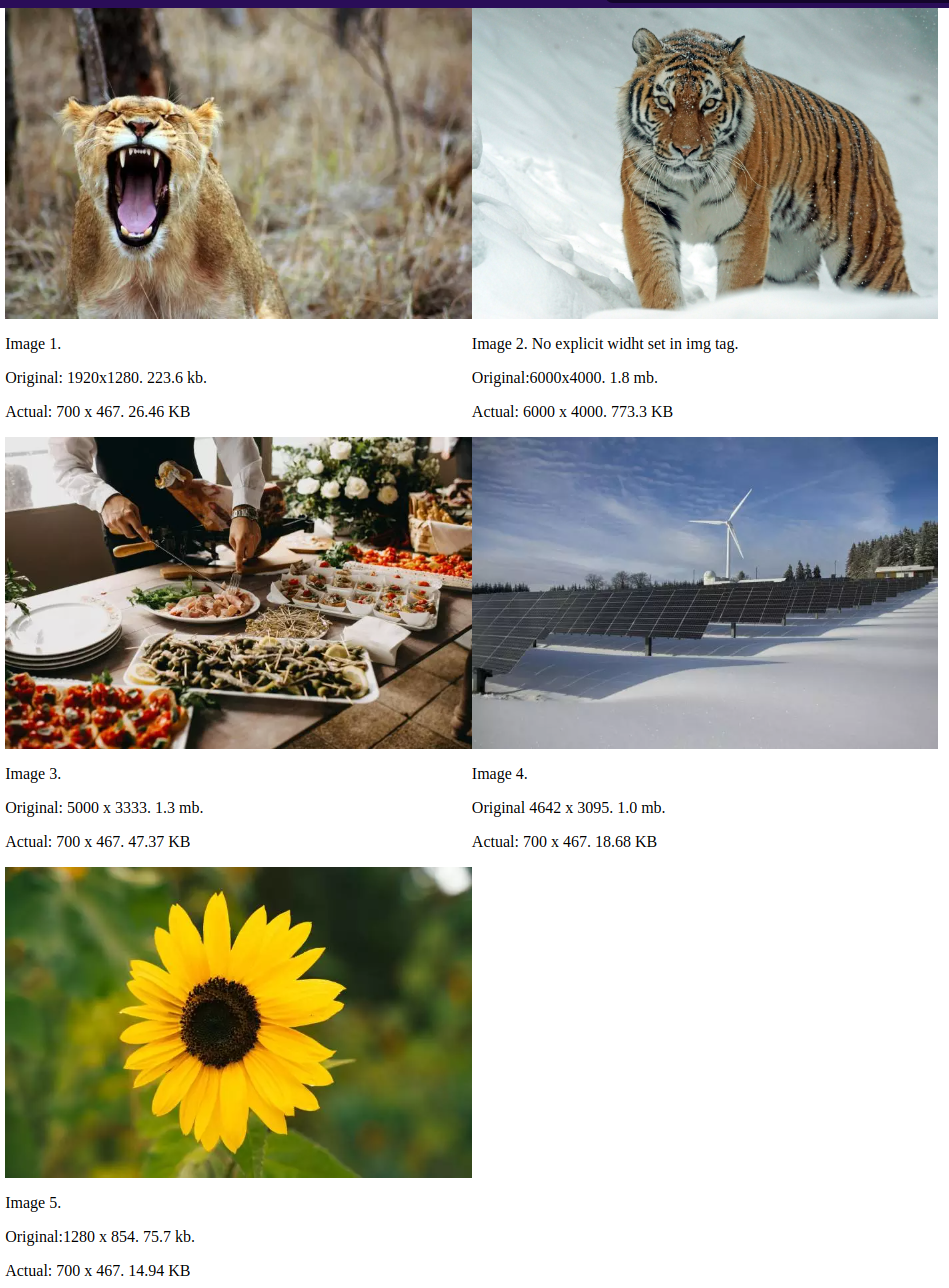 Image 1.
Original: 1920x1280. 223.6 kb.
Actual: 700 x 467. 26.46 KB
Image 2. No explicit widht set in img tag.
Original:6000x4000. 1.8 mb.
Actual: 6000 x 4000. 773.3 KB
Image 3.
Original: 5000 x 3333. 1.3 mb.
Actual: 700 x 467. 47.37 KB
Image 4.
Original 4642 x 3095. 1.0 mb.
Actual: 700 x 467. 18.68 KB
Image 5.
Original:1280 x 854. 75.7 kb.
Actual: 700 x 467. 14.94 KB